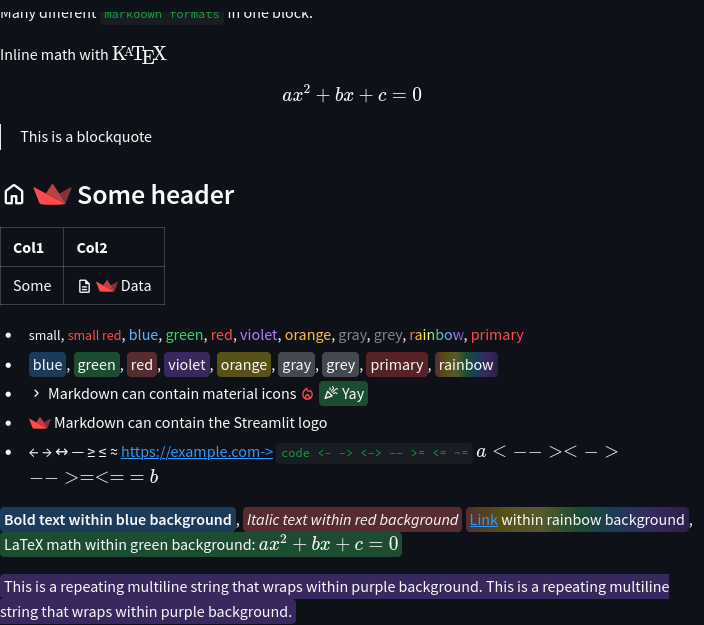 Many different markdown formats in one block.
Inline math with KATEX
ax² + bx + c = 0
This is a blockquote
Some header
Col1 Col2
Some Data
small, small red, blue, green, red, violet, orange, gray, grey, rainbow, primary
blue, green, red, violet, orange, gray, grey, primary, rainbow
Markdown can contain material icons Yay
Markdown can contain the Streamlit logo
← → ↔ — ≥ ≤ ≈ https://example.com-> code <- -> <-> -- >= <= ~= a < −− >< − >
−− >=<= = b
Bold text within blue background, Italic text within red background Link within rainbow background,
LaTeX math within green background: ax² + bx + c = 0
This is a repeating multiline string that wraps within purple background. This is a repeating multiline
string that wraps within purple background.